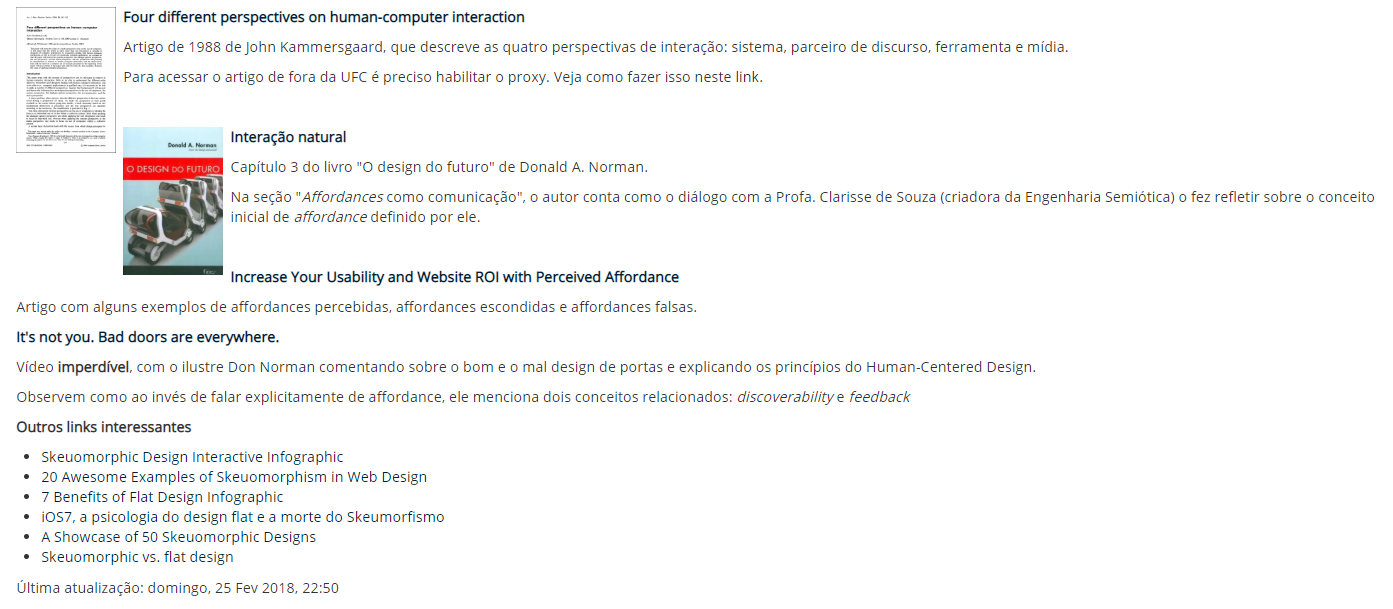 Four different perspectives on human-computer interaction
Artigo de 1988 de John Kammersgaard, que descreve as quatro perspectivas de interação: sistema, parceiro de discurso, ferramenta e mídia.
Para acessar o artigo de fora da UFC é preciso habilitar o proxy. Veja como fazer isso neste link.
Donald A. Norman
O DESIGN DO FUTURO
Interação natural
Capítulo 3 do livro "O design do futuro" de Donald A. Norman.
Na seção "Affordances como comunicação", o autor conta como o diálogo com a Profa. Clarisse de Souza (criadora da Engenharia Semiótica) o fez refletir sobre o conceito
inicial de affordance definido por ele.
Increase Your Usability and Website ROI with Perceived Affordance
Artigo com alguns exemplos de affordances percebidas, affordances escondidas e affordances falsas.
It's not you. Bad doors are everywhere.
Vídeo imperdível, com o ilustre Don Norman comentando sobre o bom e o mal design de portas e explicando os princípios do Human-Centered Design.
Observem como ao invés de falar explicitamente de affordance, ele menciona dois conceitos relacionados: discoverability e feedback
Outros links interessantes
• Skeuomorphic Design Interactive Infographic
• 20 Awesome Examples of Skeuomorphism in Web Design
• 7 Benefits of Flat Design Infographic
• iOS7, a psicologia do design flat e a morte do Skeumorfismo
• A Showcase of 50 Skeuomorphic Designs
• Skeuomorphic vs. flat design
Última atualização: domingo, 25 Fev 2018, 22:50